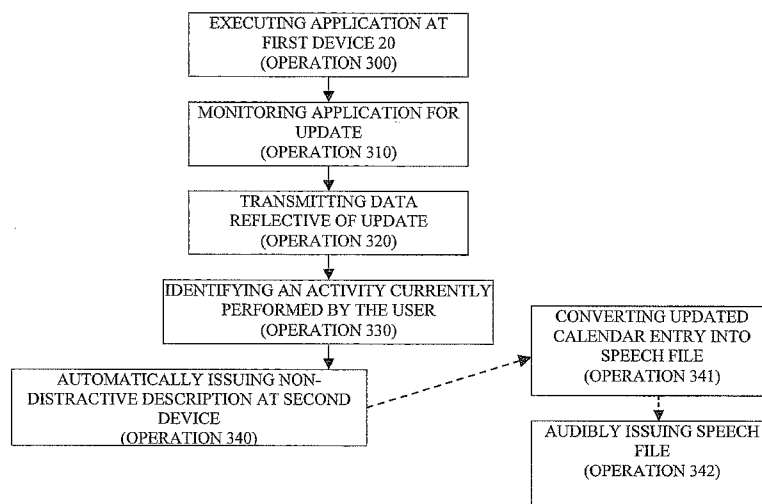 EXECUTING APPLICATION AT
FIRST DEVICE 20
(OPERATION 300)
MONITORING APPLICATION FOR
UPDATE
(OPERATION 310)
TRANSMITTING DATA
REFLECTIVE OF UPDATE
(OPERATION 320)
IDENTIFYING AN ACTIVITY CURRENTLY
PERFORMED BY THE USER
(OPERATION 330)
AUTOMATICALLY ISSUING NON-
DISTRACTIVE DESCRIPTION AT SECOND
DEVICE
(OPERATION 340)
CONVERTING UPDATED
CALENDAR ENTRY INTO
SPEECH FILE
(OPERATION 341)
AUDIBLY ISSUING SPEECH
FILE
(OPERATION 342)